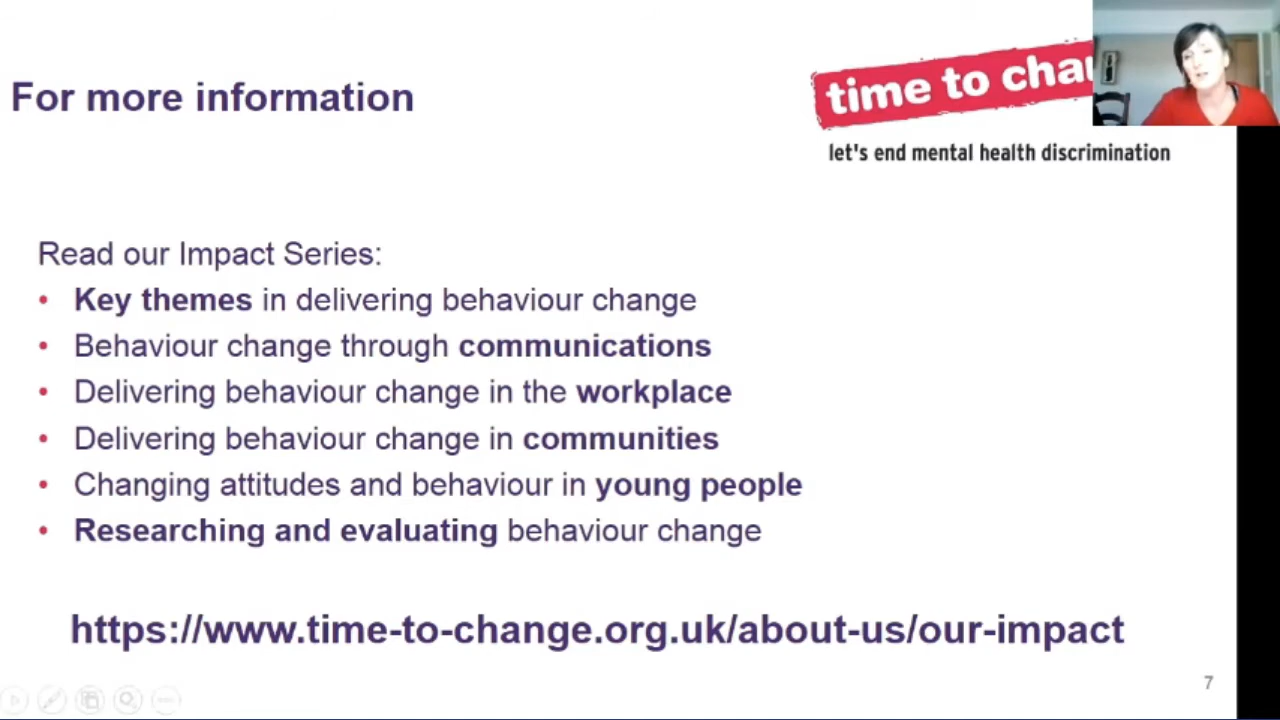 For more information
time to cha
let's end mental health discrimination
Read our Impact Series:
• Key themes in delivering behaviour change
• Behaviour change through communications
• Delivering behaviour change in the workplace
• Delivering behaviour change in communities
• Changing attitudes and behaviour in young people
• Researching and evaluating behaviour change
https://www.time-to-change.org.uk/about-us/our-impact
7